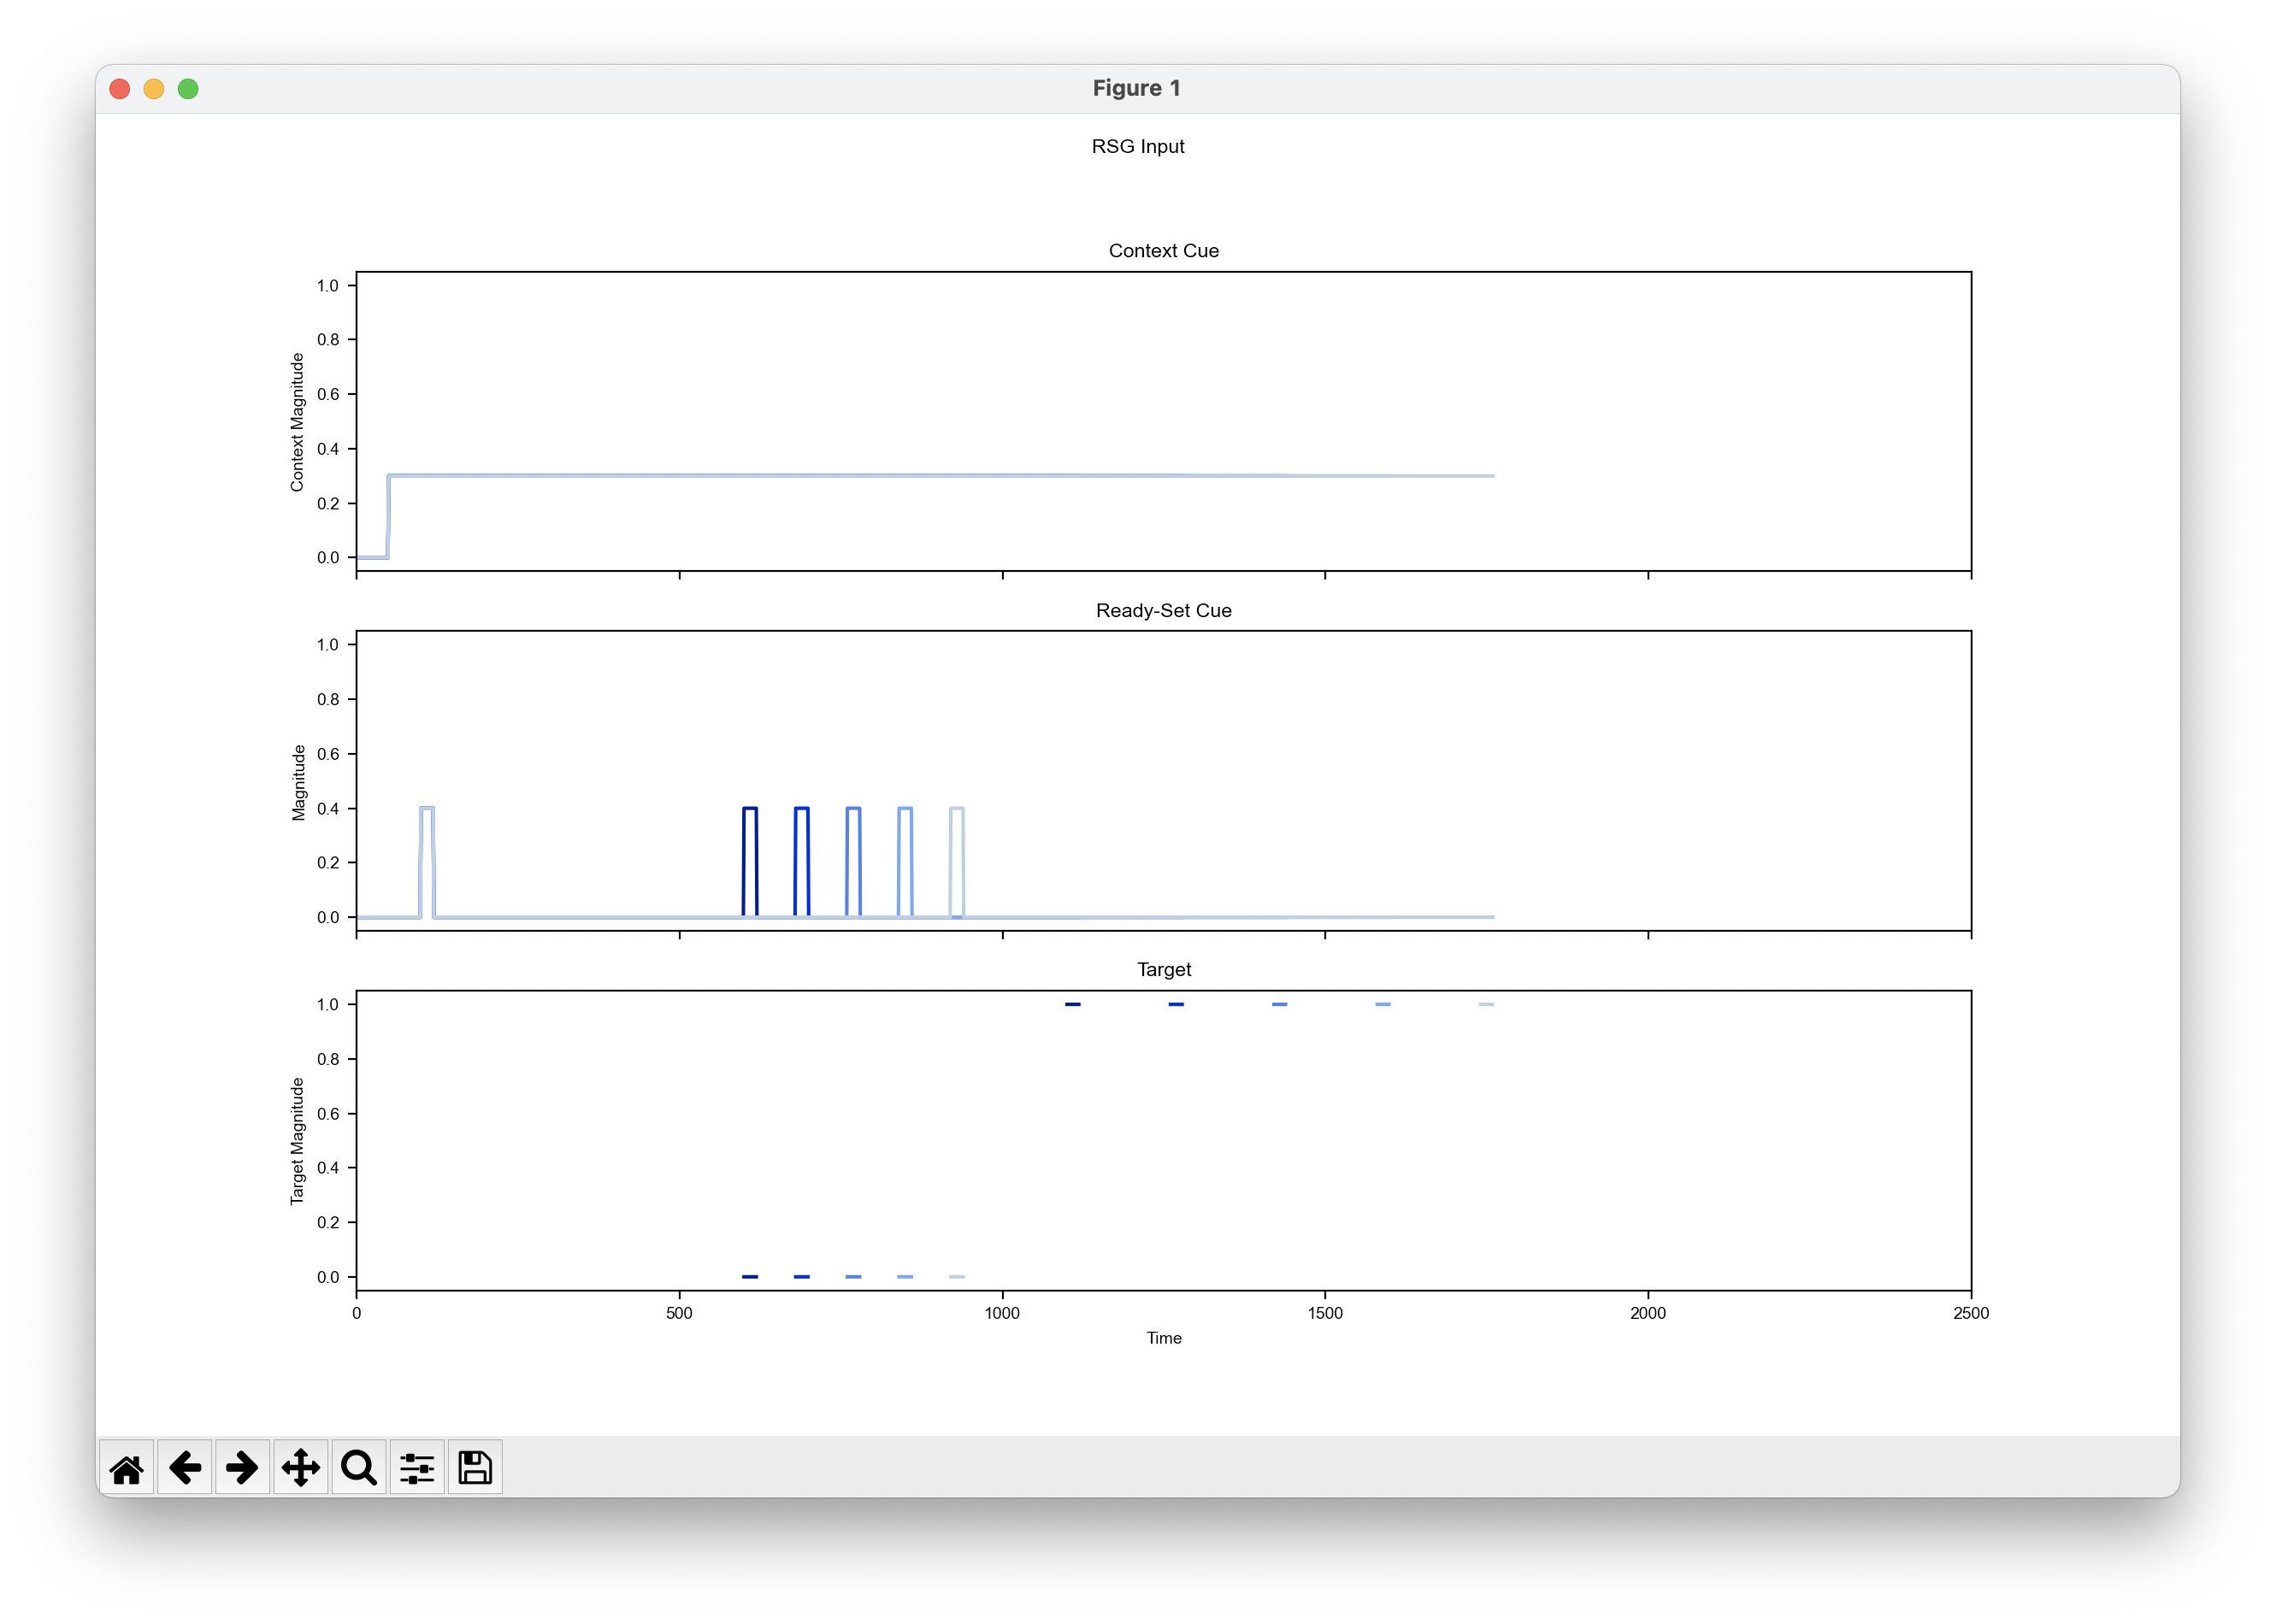 Figure 1
RSG Input
Context Cue
Context Magnitude
1.0
0.8
0.6
0.4
0.2
0.0
Ready-Set Cue
Magnitude
1.0
0.8
0.6
0.4
0.2
0.0
Target
Target Magnitude
1.0
0.8
0.6
0.4
0.2
0.0
0 500 1000 1500 2000 2500
Time